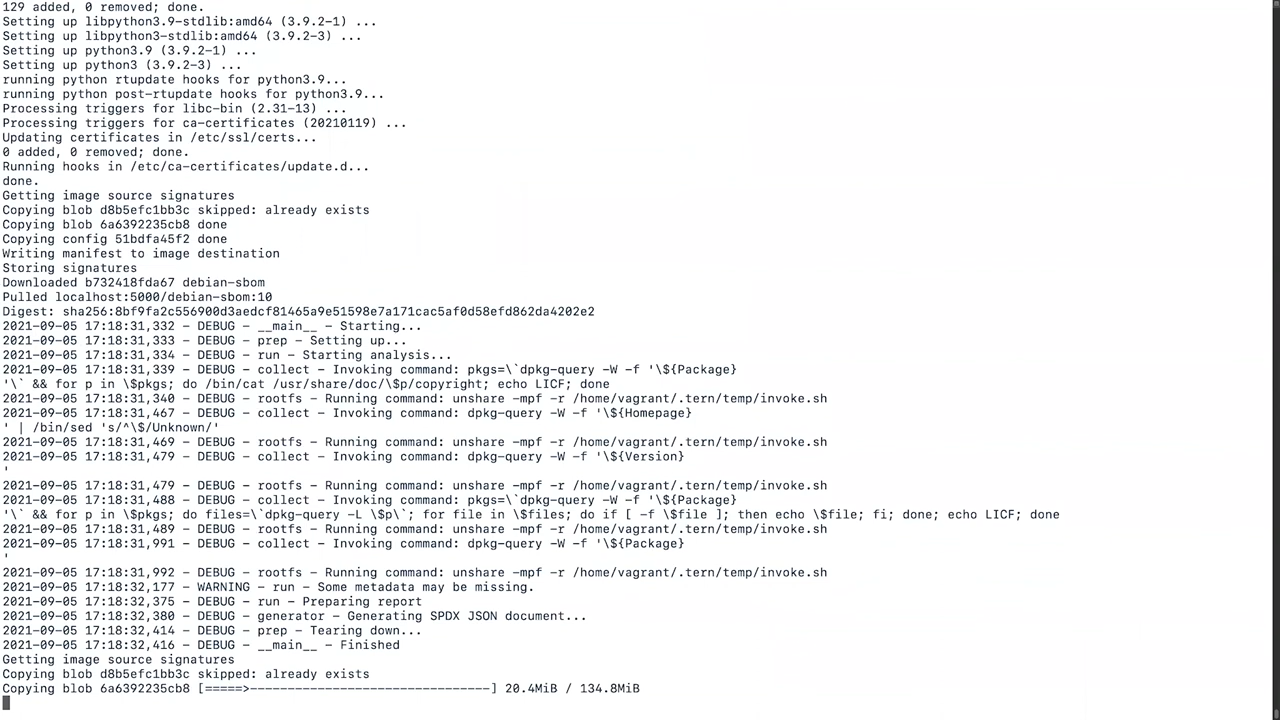 129 added, 0 removed; done.
Setting up libpython3.9-stdlib:amd64 (3.9.2-1) ...
Setting up libpython3-stdlib:amd64 (3.9.2-3) ...
Setting up python3.9 (3.9.2-1) ...
Setting up python3 (3.9.2-3) ...
running python rtupdate hooks for python3.9...
running python post-rtupdate hooks for python3.9...
Processing triggers for libc-bin (2.31-13) ...
Processing triggers for ca-certificates (20210119) ...
Updating certificates in /etc/ssl/certs...
0 added, 0 removed; done.
Running hooks in /etc/ca-certificates/update.d...
done.
Getting image source signatures
Copying blob d8b5efc1bb3c skipped: already exists
Copying blob 6a6392235cb8 done
Copying config 51bdfa45f2 done
Writing manifest to image destination
Storing signatures
Downloaded b732418fda67 debian-sbom
Pulled localhost:5000/debian-sbom:10
Digest: sha256:8bf9fa2c556900d3aedcf81465a9e51598e7a171cac5af0d58efd862da4202e2
2021-09-05 17:18:31,332 - DEBUG - __main__ - Starting...
2021-09-05 17:18:31,333 - DEBUG - prep - Setting up...
2021-09-05 17:18:31,334 - DEBUG - run - Starting analysis...
2021-09-05 17:18:31,339 - DEBUG - collect - Invoking command: pkgs=\`dpkg-query -W -f '\${Package}
'\` && for p in \$pkgs; do /bin/cat /usr/share/doc/\$p/copyright; echo LICF; done
2021-09-05 17:18:31,340 - DEBUG - rootfs - Running command: unshare -mpf -r /home/vagrant/.tern/temp/invoke.sh
2021-09-05 17:18:31,467 - DEBUG - collect - Invoking command: dpkg-query -W -f '\${Homepage}
' | /bin/sed 's/^\$/Unknown/'
2021-09-05 17:18:31,469 - DEBUG - rootfs - Running command: unshare -mpf -r /home/vagrant/.tern/temp/invoke.sh
2021-09-05 17:18:31,479 - DEBUG - collect - Invoking command: dpkg-query -W -f '\${Version}
'
2021-09-05 17:18:31,479 - DEBUG - rootfs - Running command: unshare -mpf -r /home/vagrant/.tern/temp/invoke.sh
2021-09-05 17:18:31,488 - DEBUG - collect - Invoking command: pkgs=\`dpkg-query -W -f '\${Package}
'\` && for p in \$pkgs; do files=\`dpkg-query -L \$p\`; for file in \$files; do if [ -f \$file ]; then echo \$file; fi; done; echo LICF; done
2021-09-05 17:18:31,489 - DEBUG - rootfs - Running command: unshare -mpf -r /home/vagrant/.tern/temp/invoke.sh
2021-09-05 17:18:31,991 - DEBUG - collect - Invoking command: dpkg-query -W -f '\${Package}
'
2021-09-05 17:18:31,992 - DEBUG - rootfs - Running command: unshare -mpf -r /home/vagrant/.tern/temp/invoke.sh
2021-09-05 17:18:32,177 - WARNING - run - Some metadata may be missing.
2021-09-05 17:18:32,375 - DEBUG - run - Preparing report
2021-09-05 17:18:32,380 - DEBUG - generator - Generating SPDX JSON document...
2021-09-05 17:18:32,414 - DEBUG - prep - Tearing down...
2021-09-05 17:18:32,416 - DEBUG - __main__ - Finished
Getting image source signatures
Copying blob d8b5efc1bb3c skipped: already exists
Copying blob 6a6392235cb8 [=====>--------------------------------] 20.4MiB / 134.8MiB